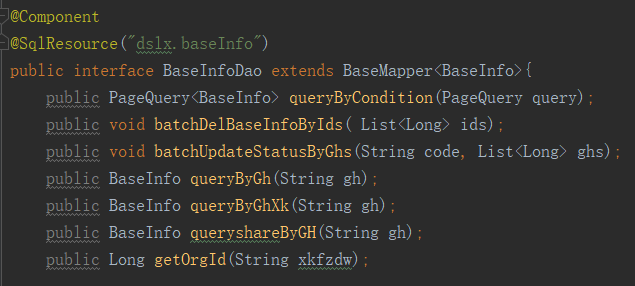 @Component
@SqlResource("dslx.baseInfo")
public interface BaseInfoDao extends BaseMapper<BaseInfo>{
public PageQuery<BaseInfo> queryByCondition(PageQuery query);
public void batchDelBaseInfoByIds( List<Long> ids);
public void batchUpdateStatusByGhs(String code, List<Long> ghs);
public BaseInfo queryByGh(String gh);
public BaseInfo queryByGhXk(String gh);
public BaseInfo queryshareByGH(String gh);
public Long getOrgId(String xkfzdw);